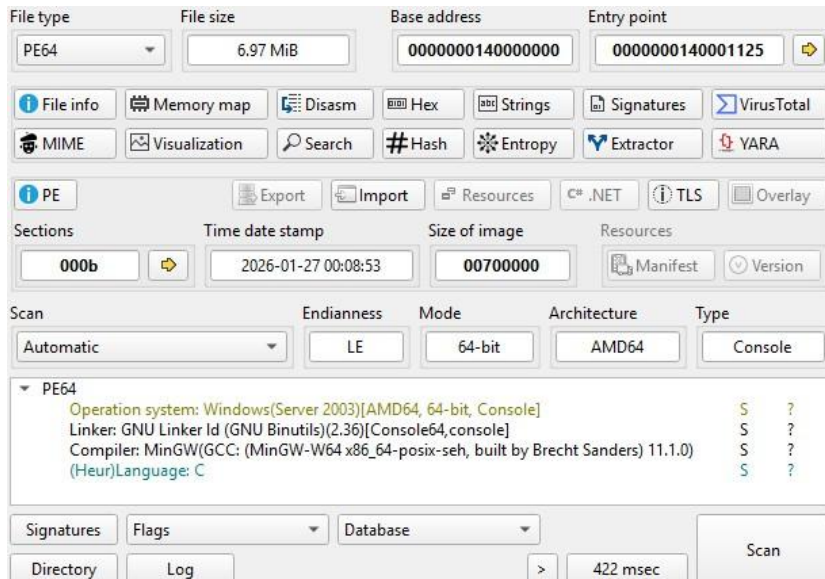 File type File size Base address Entry point
PE64 6.97 MiB 0000000140000000 0000000140001125
File info Memory map Disasm Hex Strings Signatures VirusTotal
MIME Visualization Search Hash Entropy Extractor YARA
PE Export Import Resources C# .NET TLS Overlay
Sections Time date stamp Size of image Resources
000b 2026-01-27 00:08:53 00700000 Manifest Version
Scan Endianness Mode Architecture Type
Automatic LE 64-bit AMD64 Console
PE64
Operation system: Windows(Server 2003)[AMD64, 64-bit, Console] S ?
Linker: GNU Linker ld (GNU Binutils)(2.36)[Console64,console] S ?
Compiler: MinGW(GCC: (MinGW-W64 x86_64-posix-seh, built by Brecht Sanders) 11.1.0) S ?
(Heur)Language: C S ?
Signatures Flags Database
Scan
Directory Log > 422 msec